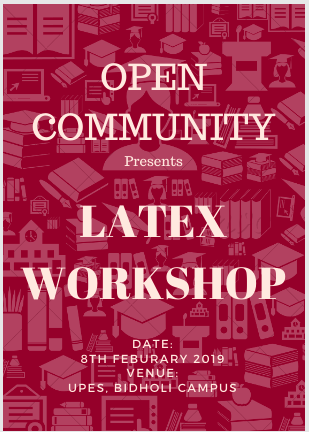 OPEN
COMMUNITY
Presents
LATEX
WORKSHOP
DATE:
8TH FEBURARY 2019
VENUE:
UPES, BIDHOLI CAMPUS